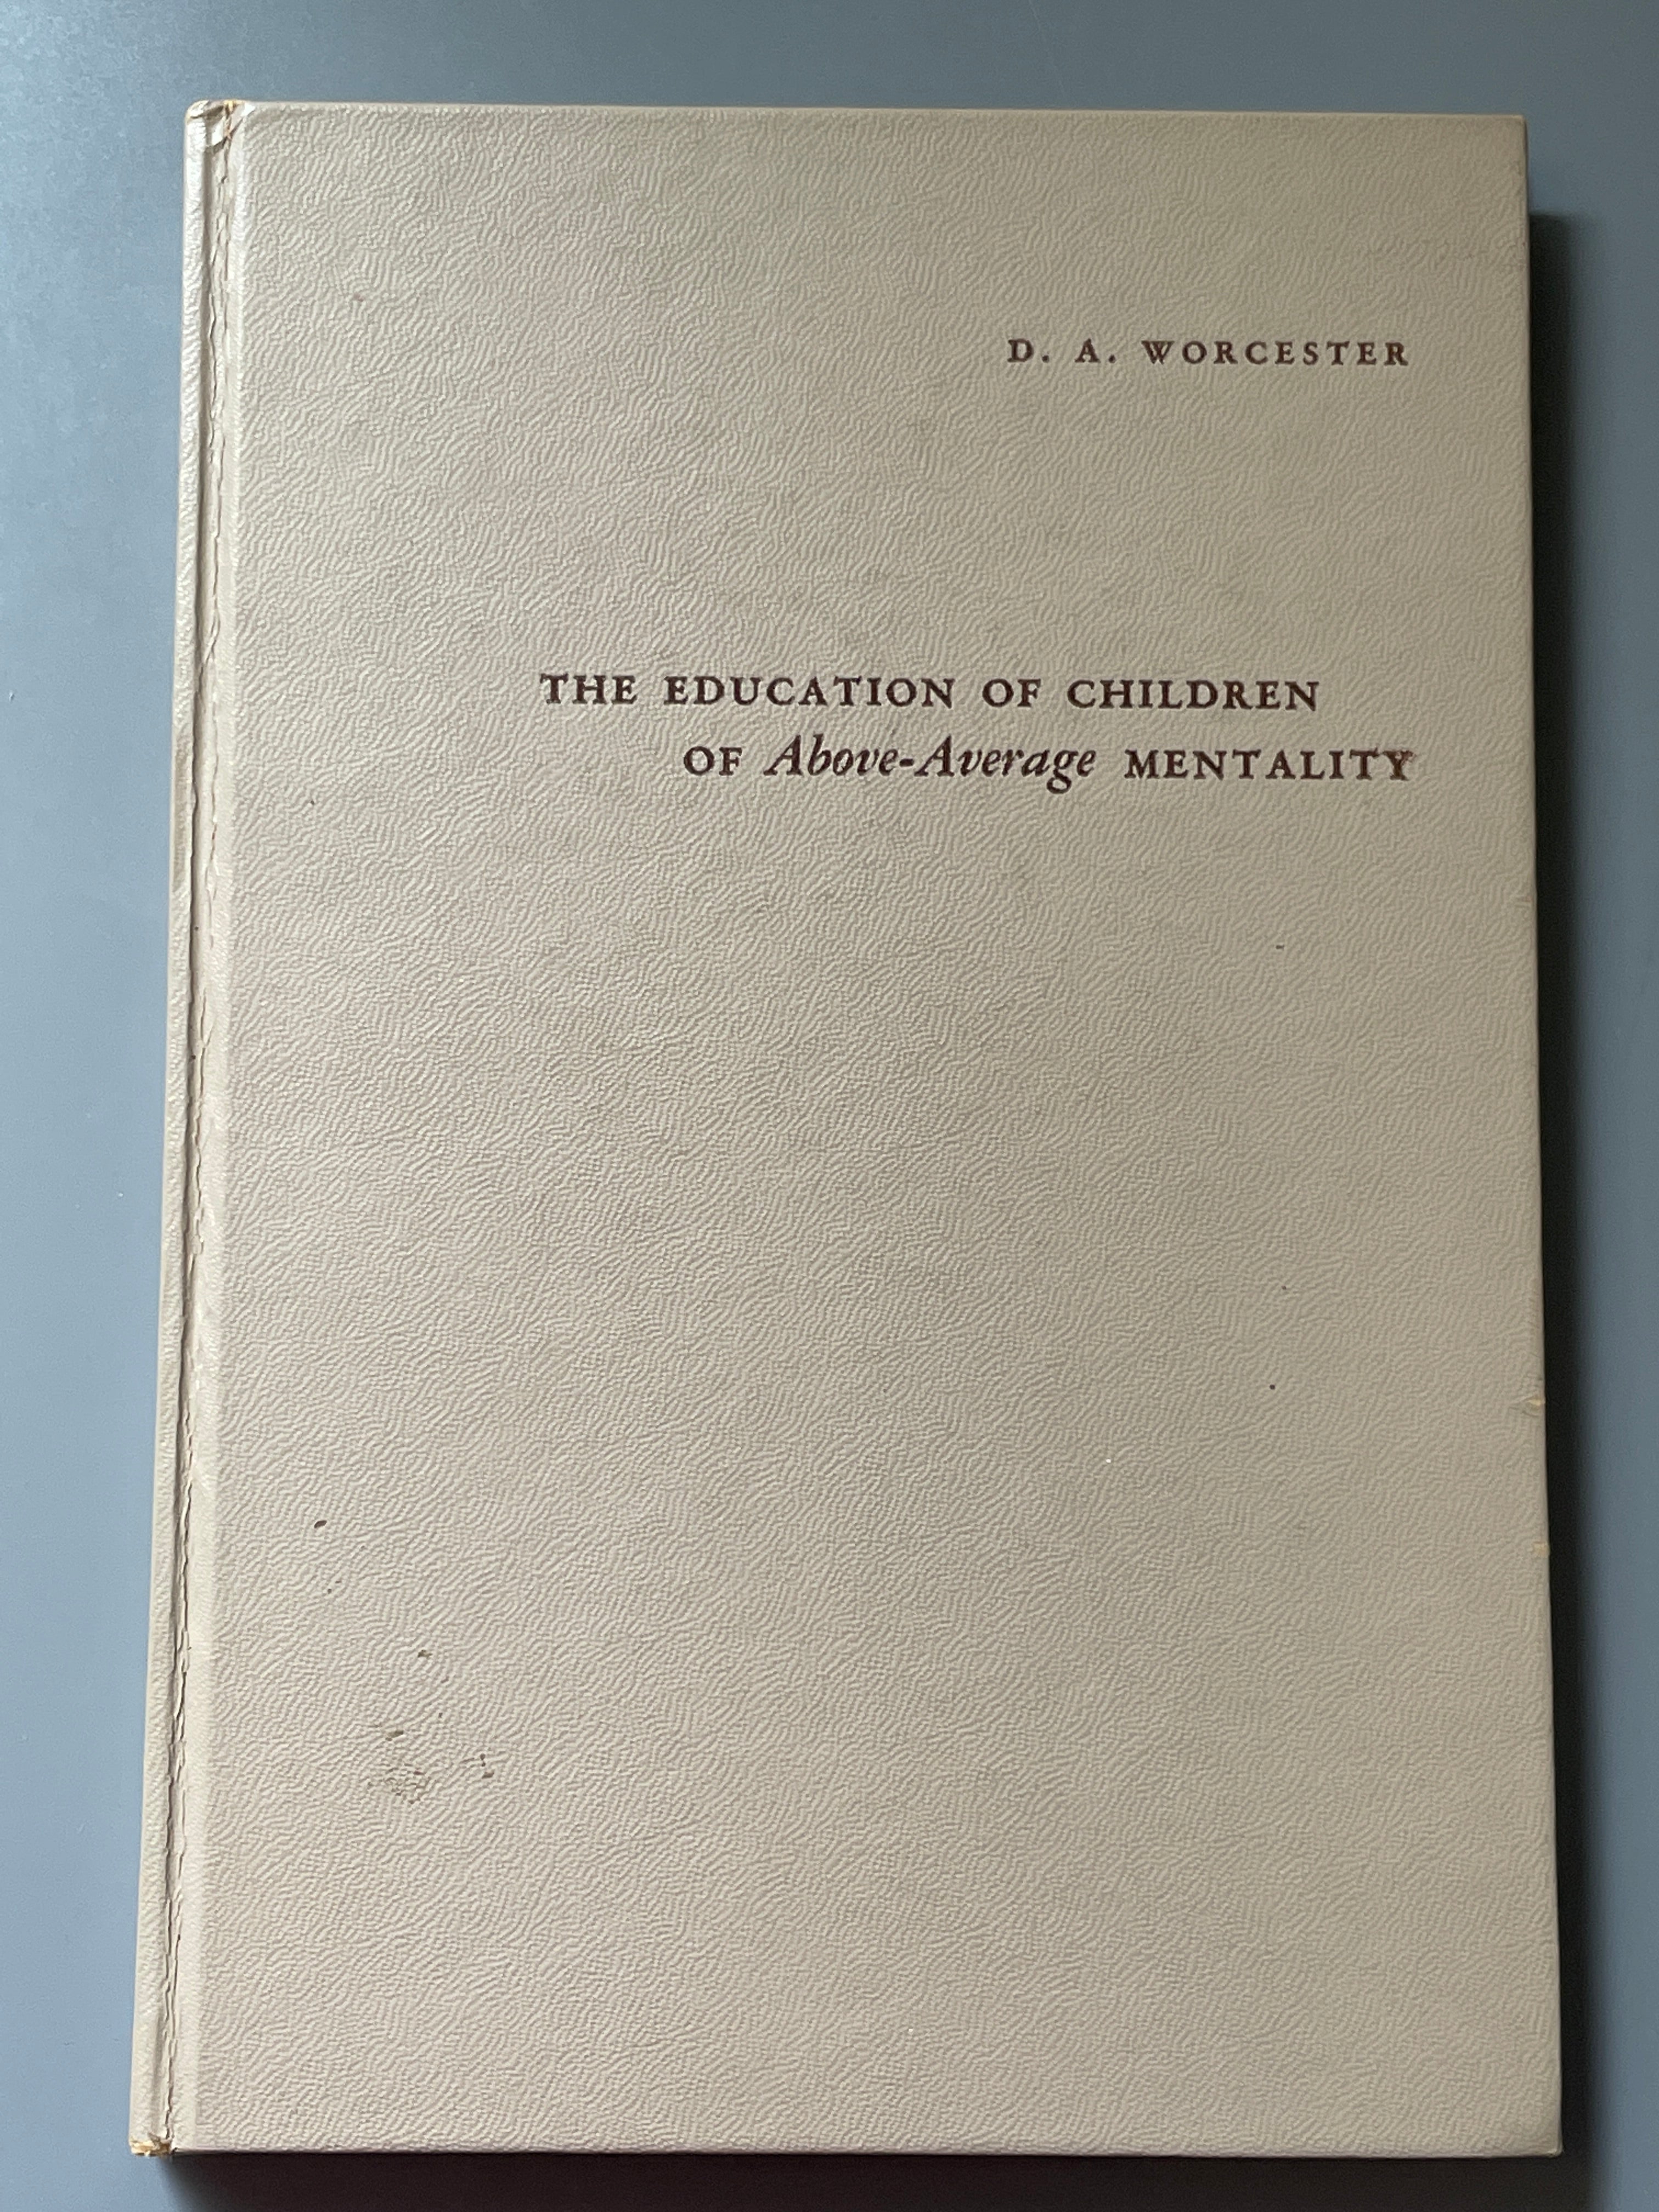 D. A. WORCESTER
THE EDUCATION OF CHILDREN
OF Above-Average MENTALITY